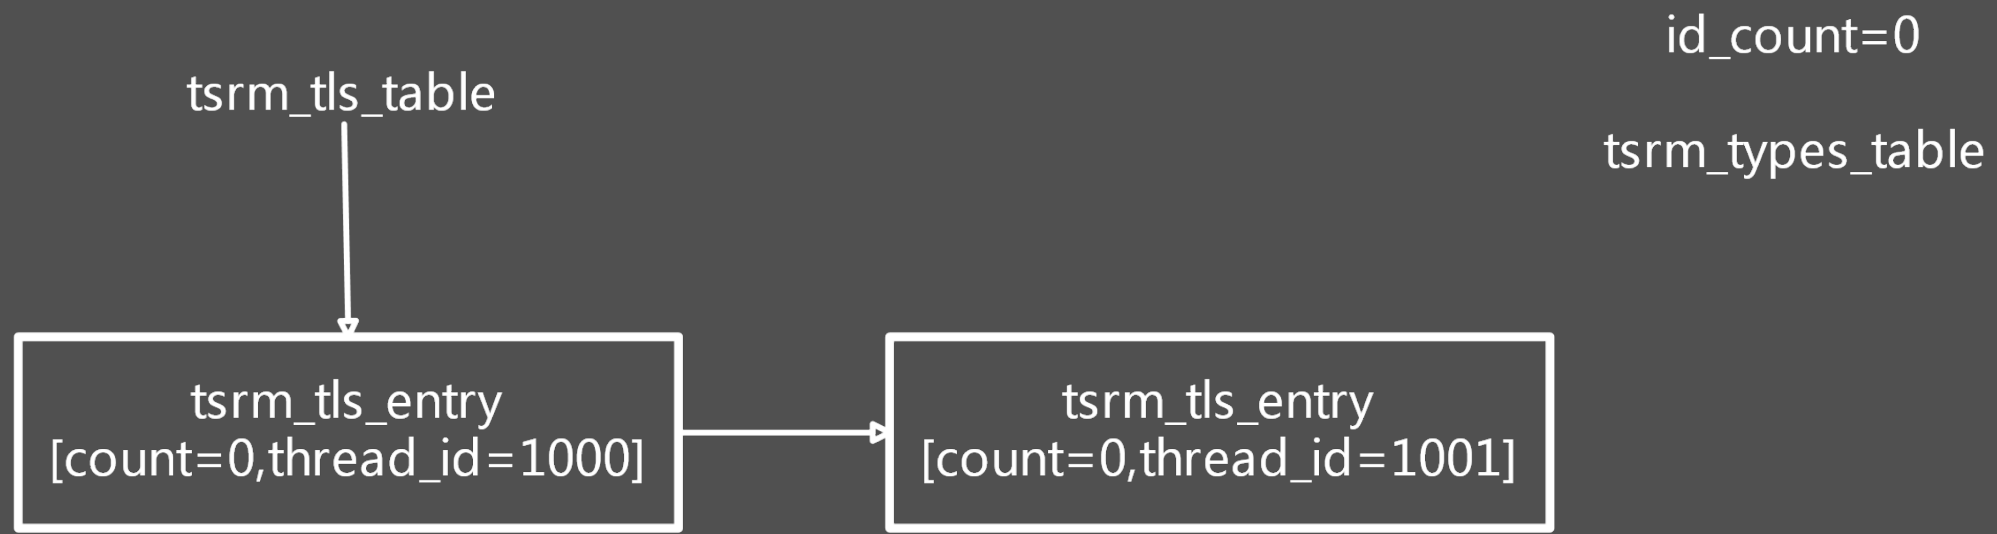 id_count=0
tsrm_tls_table
tsrm_types_table
tsrm_tls_entry
[count=0,thread_id=1000]
tsrm_tls_entry
[count=0,thread_id=1001]